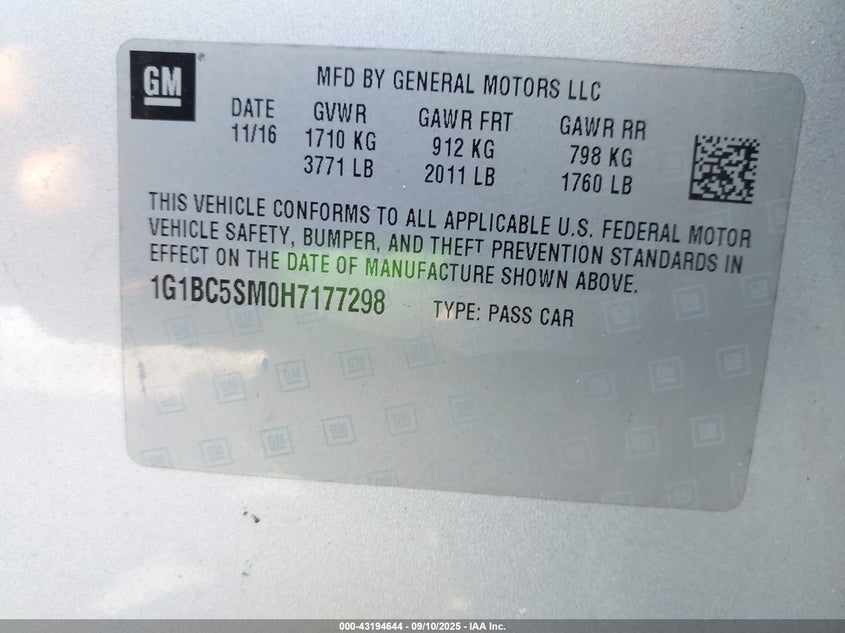 GM ®
MFD BY GENERAL MOTORS LLC
DATE GVWR GAWR FRT GAWR RR
11/16 1710 KG 912 KG 798 KG
3771 LB 2011 LB 1760 LB
THIS VEHICLE CONFORMS TO ALL APPLICABLE U.S. FEDERAL MOTOR
VEHICLE SAFETY, BUMPER, AND THEFT PREVENTION STANDARDS IN
EFFECT ON THE DATE OF MANUFACTURE SHOWN ABOVE.
1G1BC5SM0H7177298 TYPE: PASS CAR
000-43194644 - 09/10/2025 - IAA Inc.